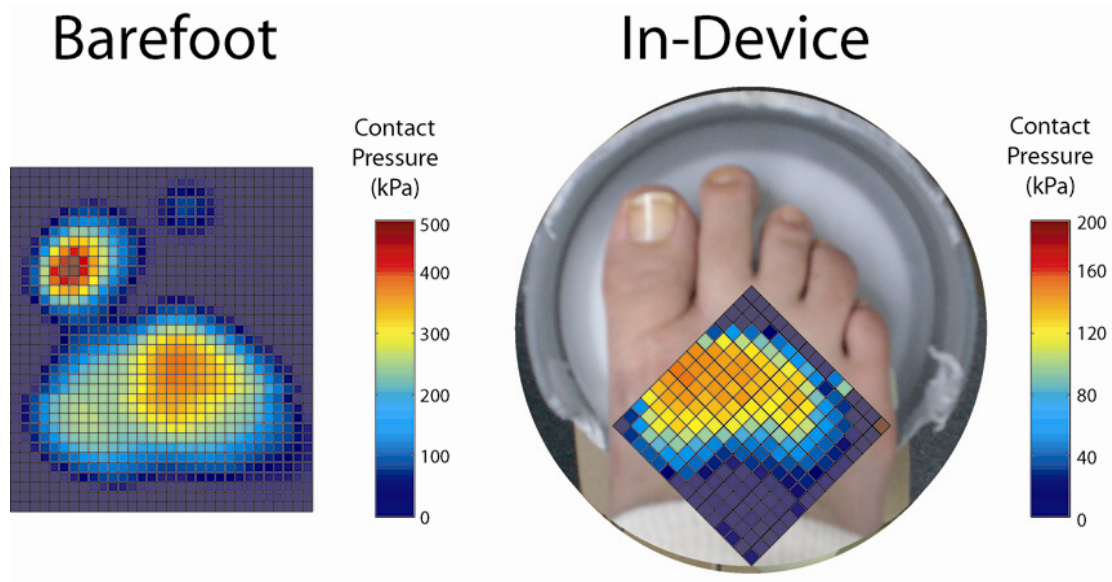 Barefoot
In-Device
Contact
Pressure
(kPa)
500
400
300
200
100
0
Contact
Pressure
(kPa)
200
160
120
80
40
0